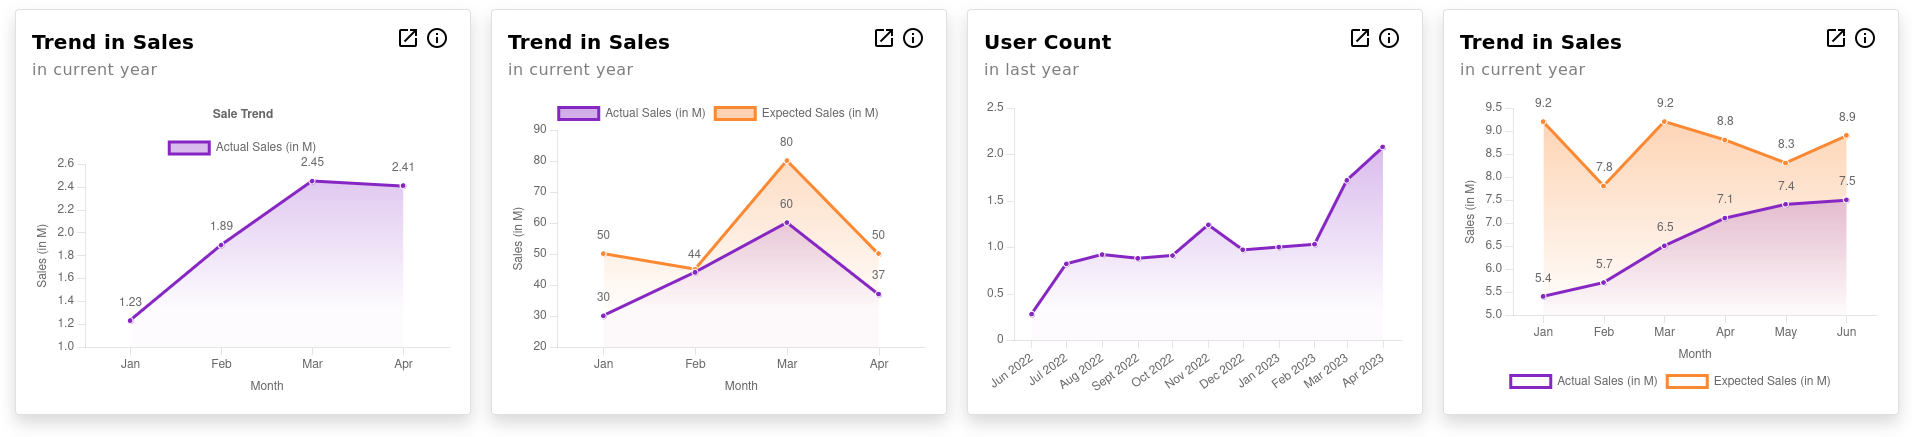 Trend in Sales
in current year
Sale Trend
Actual Sales (in M)
2.6
2.4
2.2
2.0
1.8
1.6
1.4
1.2
1.0
Sales (in M)
1.23
1.89
2.45
2.41
Jan Feb Mar Apr
Month
Trend in Sales
in current year
Actual Sales (in M) Expected Sales (in M)
90
80
70
60
50
40
30
20
Sales (in M)
50
44
80
50
30
60
37
Jan Feb Mar Apr
Month
User Count
in last year
2.5
2.0
1.5
1.0
0.5
0
Jun 2022
Jul 2022
Aug 2022
Sept 2022
Oct 2022
Nov 2022
Dec 2022
Jan 2023
Feb 2023
Mar 2023
Apr 2023
Trend in Sales
in current year
9.5
9.0
8.5
8.0
7.5
7.0
6.5
6.0
5.5
5.0
Sales (in M)
9.2
7.8
9.2
8.8
8.3
8.9
5.4
5.7
6.5
7.1
7.4
7.5
Jan Feb Mar Apr May Jun
Month
Actual Sales (in M) Expected Sales (in M)